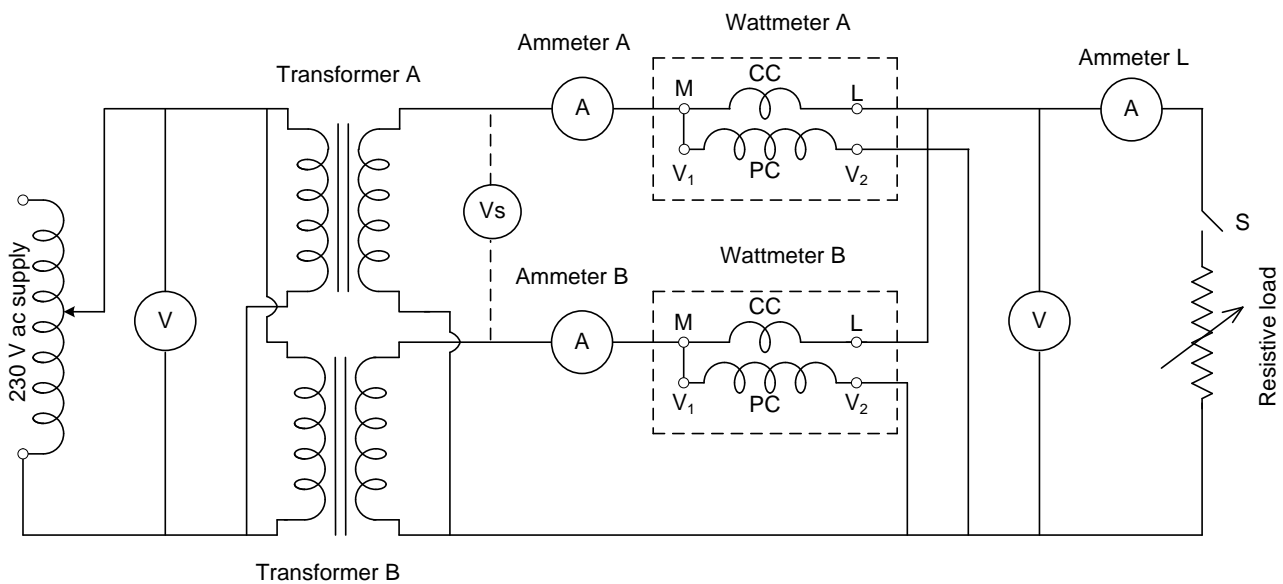 Wattmeter A
Ammeter A
Ammeter L
Transformer A
CC
M
L
A
A
V₁
PC
V₂
Vs
S
230 V ac supply
Wattmeter B
Ammeter B
Resistive load
V
CC
V
M
L
A
V₁
PC
V₂
Transformer B